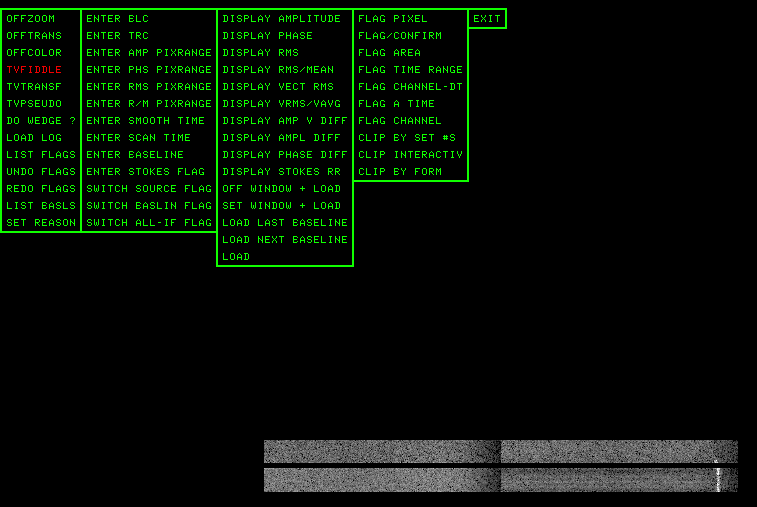 OFFZOOM
OFFTRANS
OFFCOLOR
TVFIDDLE
TVTRANSF
TVPSEUDO
DO WEDGE ?
LOAD LOG
LIST FLAGS
UNDO FLAGS
REDO FLAGS
LIST BASLS
SET REASON
ENTER BLC
ENTER TRC
ENTER AMP PIXRANGE
ENTER PHS PIXRANGE
ENTER RMS PIXRANGE
ENTER R/M PIXRANGE
ENTER SMOOTH TIME
ENTER SCAN TIME
ENTER BASELINE
ENTER STOKES FLAG
SWITCH SOURCE FLAG
SWITCH BASLIN FLAG
SWITCH ALL-IF FLAG
DISPLAY AMPLITUDE
DISPLAY PHASE
DISPLAY RMS
DISPLAY RMS/MEAN
DISPLAY VECT RMS
DISPLAY VRMS/VAVG
DISPLAY AMP V DIFF
DISPLAY AMPL DIFF
DISPLAY PHASE DIFF
DISPLAY STOKES RR
OFF WINDOW + LOAD
SET WINDOW + LOAD
LOAD LAST BASELINE
LOAD NEXT BASELINE
LOAD
FLAG PIXEL
FLAG/CONFIRM
FLAG AREA
FLAG TIME RANGE
FLAG CHANNEL-DT
FLAG A TIME
FLAG CHANNEL
CLIP BY SET #S
CLIP INTERACTIV
CLIP BY FORM
EXIT